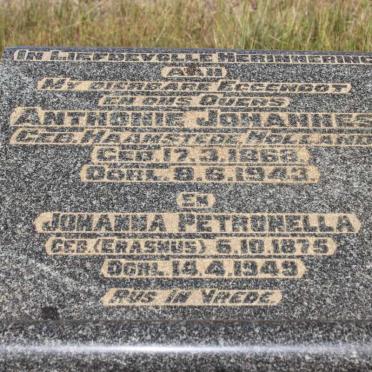 IN LIEFDEVOLLE HERINNERING
AAN
MY DIERBARE EGGENOOT
EN ONS OUERS
ANTHONIE JOHANNES
GEB. HAAMSTEDE HOLLAND
GEB. 17.3.1863
OORL. 8.6.1943
EN
JOHANNA PETRONELLA
GEB. (ERASMUS) 6.10.1875
OORL. 14.4.1949
RUS IN VREDE